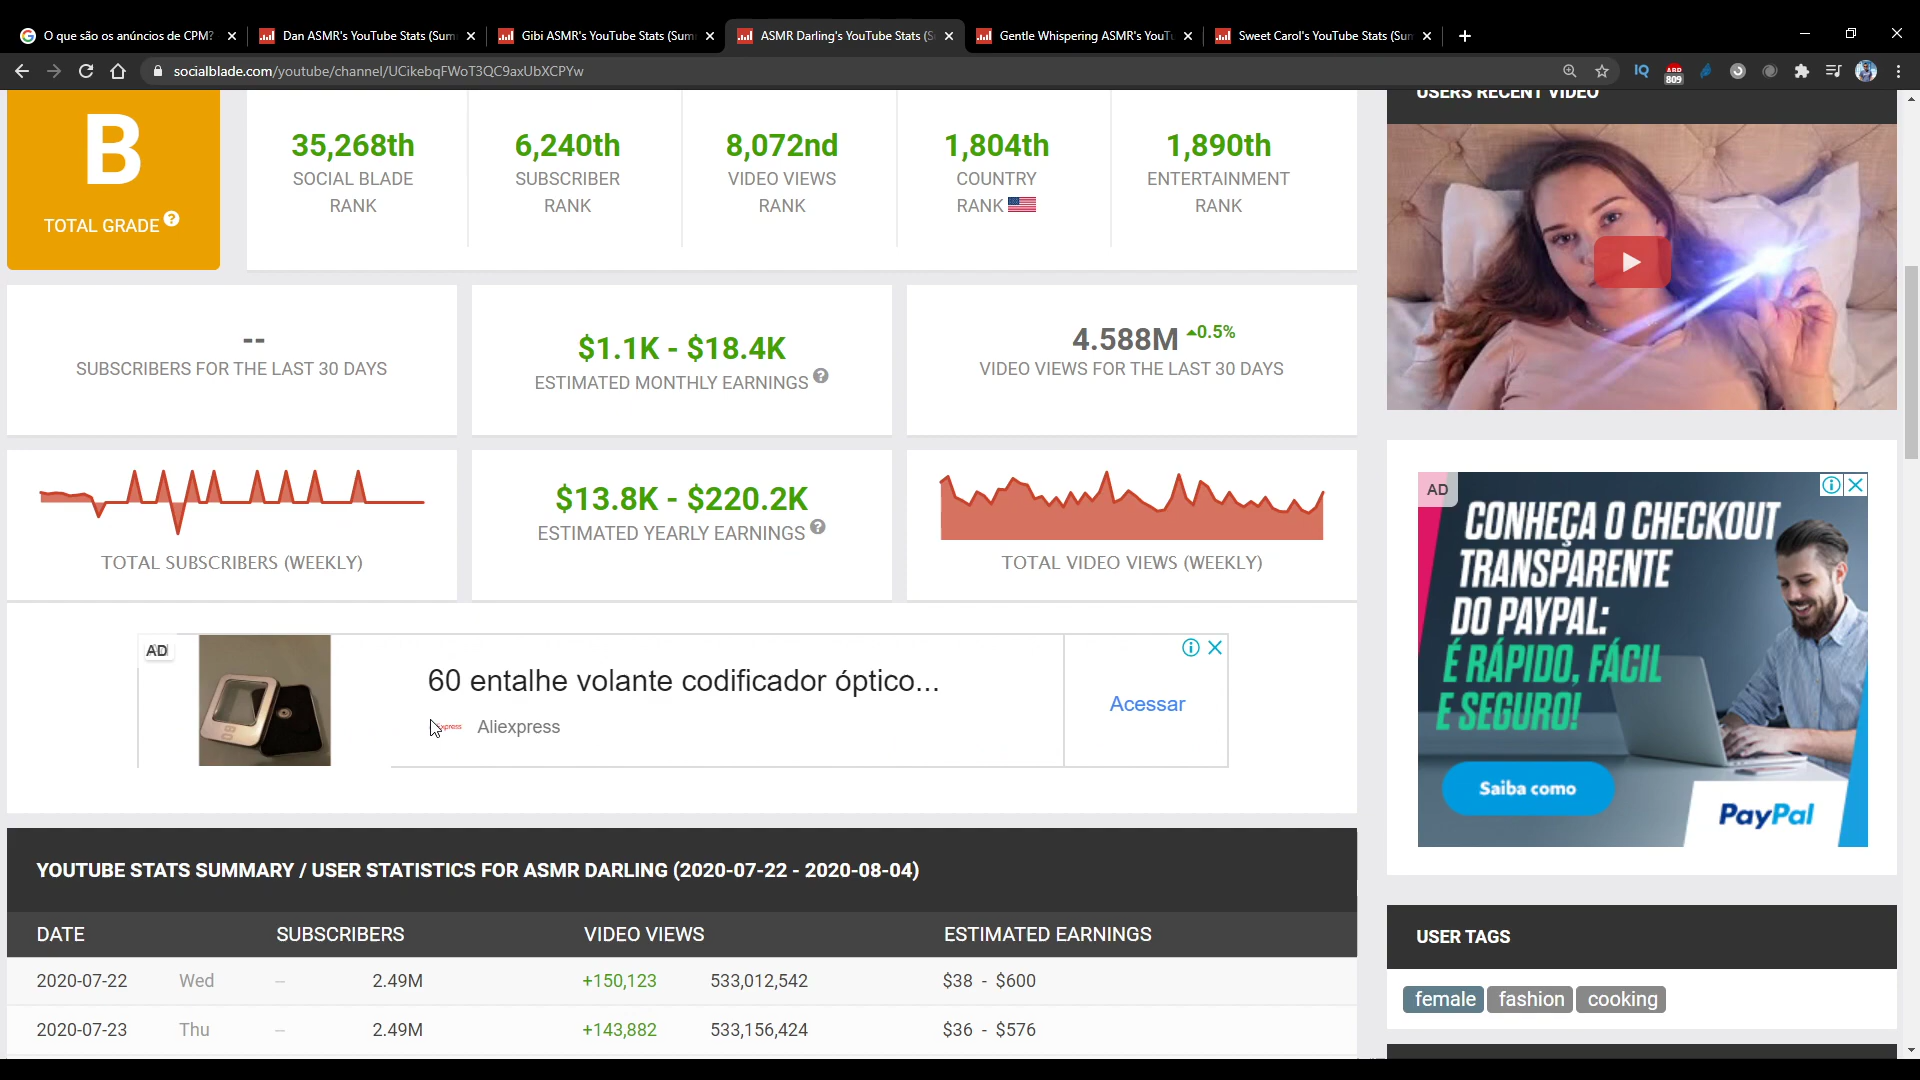 O que são os anúncios de CPM?
Dan ASMR's YouTube Stats (Sum
Gibi ASMR's YouTube Stats (Sum
ASMR Darling's YouTube Stats (S
Gentle Whispering ASMR's YouT
Sweet Carol's YouTube Stats (Sum
socialblade.com/youtube/channel/UCikebqFWoT3QC9axUbXCPYw
IQ
809
B
TOTAL GRADE
35,268th
SOCIAL BLADE
RANK
6,240th
SUBSCRIBER
RANK
8,072nd
VIDEO VIEWS
RANK
1,804th
COUNTRY
RANK
1,890th
ENTERTAINMENT
RANK
USERS RECENT VIDEO
--
SUBSCRIBERS FOR THE LAST 30 DAYS
$1.1K - $18.4K
ESTIMATED MONTHLY EARNINGS
4.588M 0.5%
VIDEO VIEWS FOR THE LAST 30 DAYS
TOTAL SUBSCRIBERS (WEEKLY)
$13.8K - $220.2K
ESTIMATED YEARLY EARNINGS
TOTAL VIDEO VIEWS (WEEKLY)
AD
60 entalhe volante codificador óptico...
Aliexpress
Acessar
AD
CONHEÇA O CHECKOUT
TRANSPARENTE
DO PAYPAL:
É RÁPIDO, FÁCIL
E SEGURO!
Saiba como
PayPal
YOUTUBE STATS SUMMARY / USER STATISTICS FOR ASMR DARLING (2020-07-22 - 2020-08-04)
DATE SUBSCRIBERS VIDEO VIEWS ESTIMATED EARNINGS
2020-07-22 Wed -- 2.49M +150,123 533,012,542 $38 - $600
2020-07-23 Thu -- 2.49M +143,882 533,156,424 $36 - $576
USER TAGS
female fashion cooking